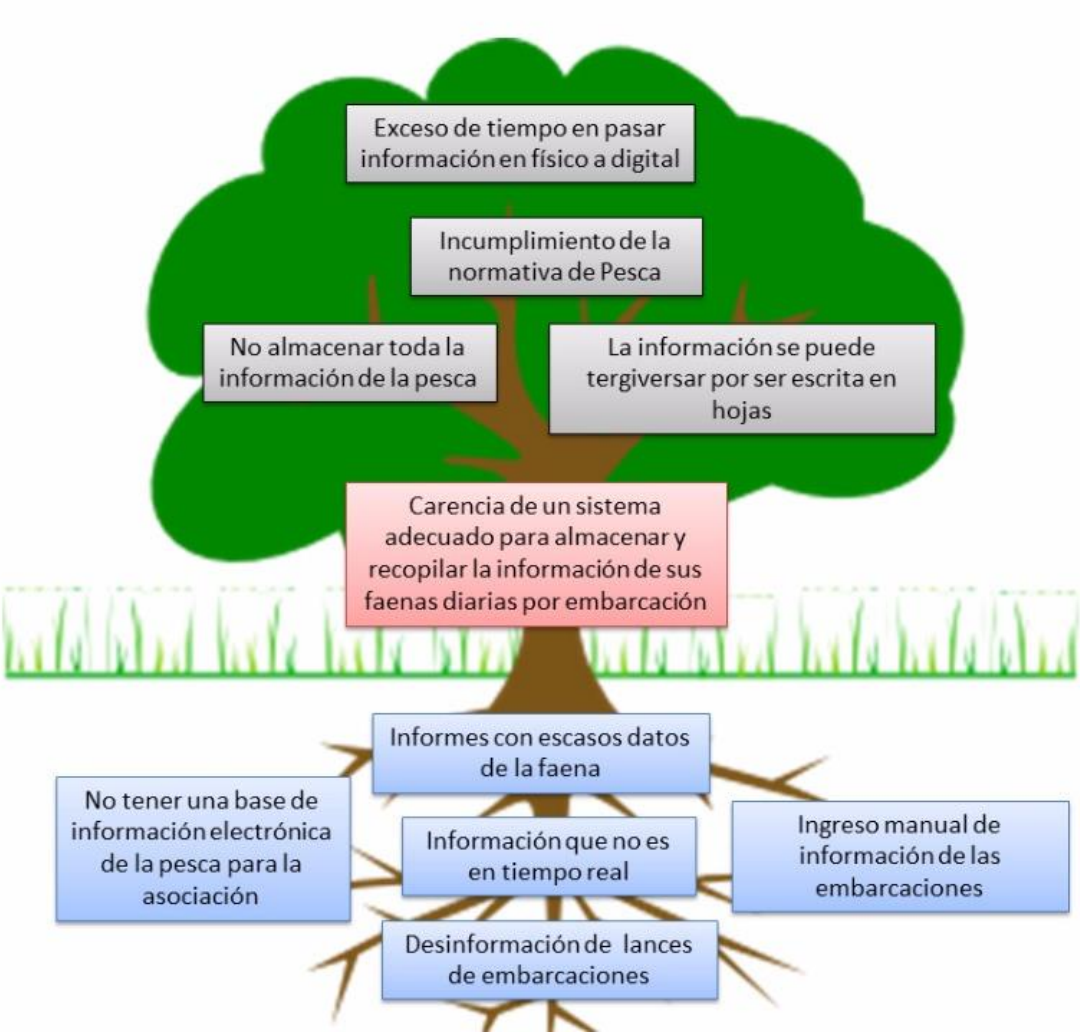 Exceso de tiempo en pasar
información en físico a digital
Incumplimiento de la
normativa de Pesca
No almacenar toda la
información de la pesca
La información se puede
tergiversar por ser escrita en
hojas
Carencia de un sistema
adecuado para almacenar y
recopilar la información de sus
faenas diarias por embarcación
Informes con escasos datos
de la faena
No tener una base de
información electrónica
de la pesca para la
asociación
Información que no es
en tiempo real
Ingreso manual de
información de las
embarcaciones
Desinformación de lances
de embarcaciones